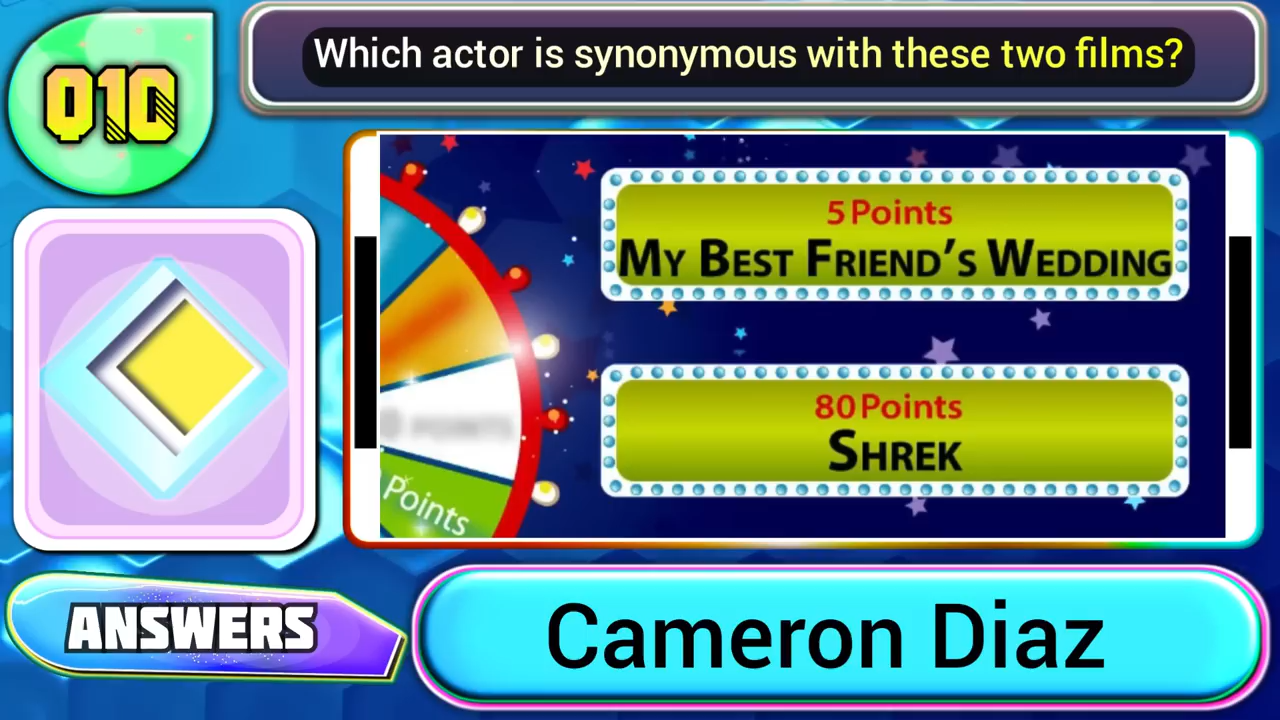 Q10
Which actor is synonymous with these two films?
5 Points
My Best Friend's Wedding
80 Points
Shrek
Points
Points
ANSWERS
Cameron Diaz